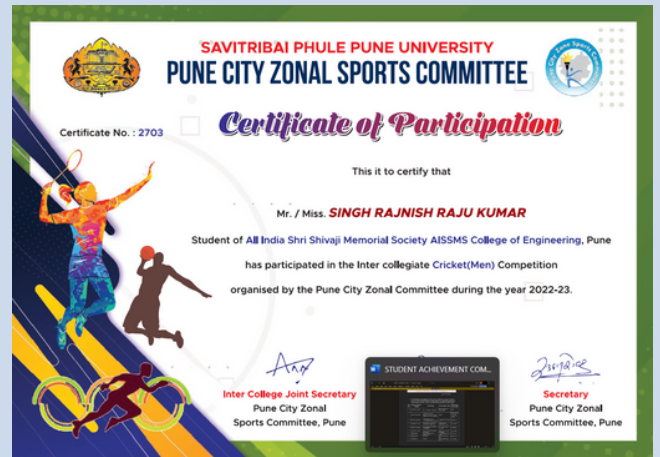 SAVITRIBAI PHULE PUNE UNIVERSITY
PUNE CITY ZONAL SPORTS COMMITTEE
Certificate of Participation
Certificate No. : 2703
This it to certify that
Mr. / Miss. SINGH RAJNISH RAJU KUMAR
Student of All India Shri Shivaji Memorial Society AISSMS College of Engineering, Pune
has participated in the Inter collegiate Cricket(Men) Competition
organised by the Pune City Zonal Committee during the year 2022-23.
STUDENT ACHIEVEMENT COM...
Inter College Joint Secretary
Pune City Zonal
Sports Committee, Pune
Secretary
Pune City Zonal
Sports Committee, Pune